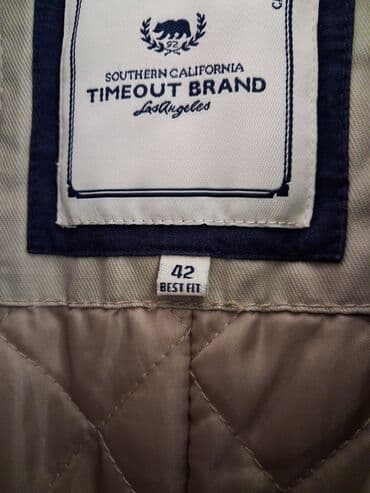 92
SOUTHERN CALIFORNIA
TIMEOUT BRAND
Los Angeles
42
BEST FIT